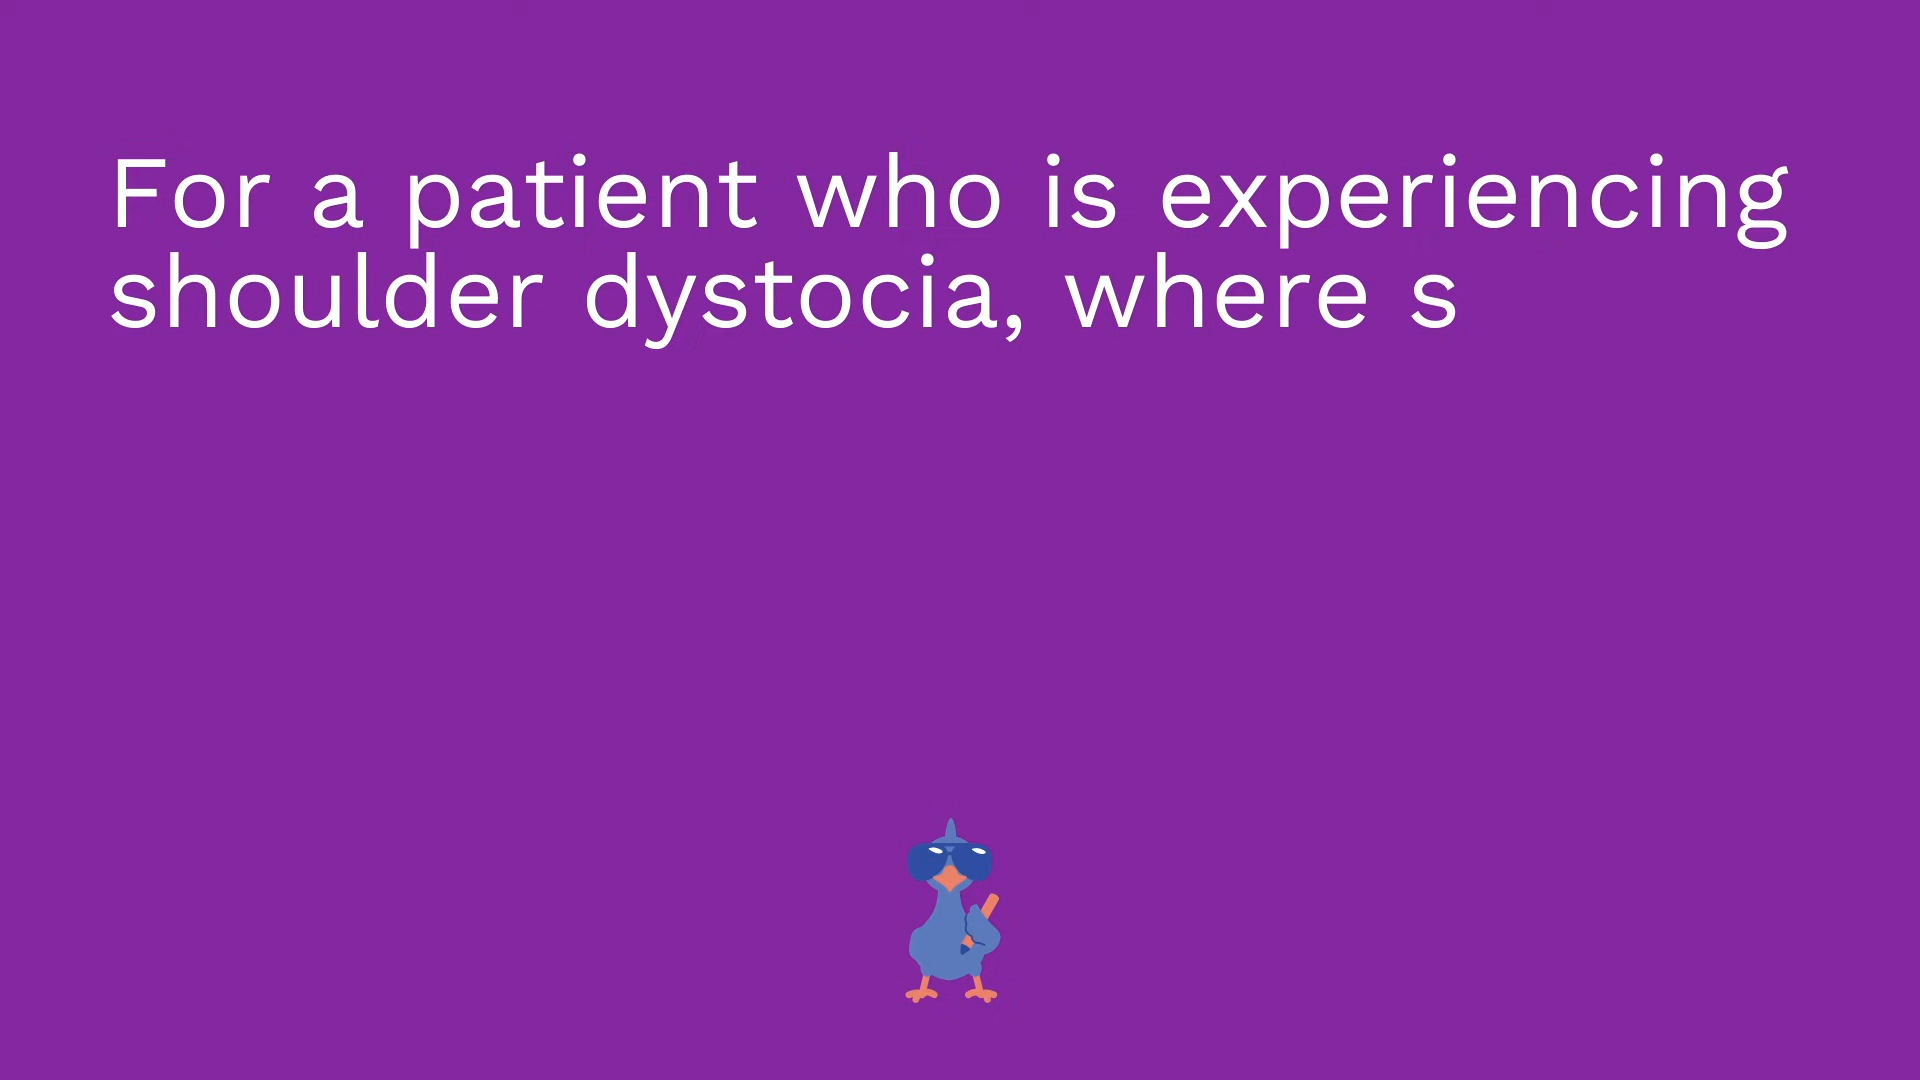 For a patient who is experiencing
shoulder dystocia, where s